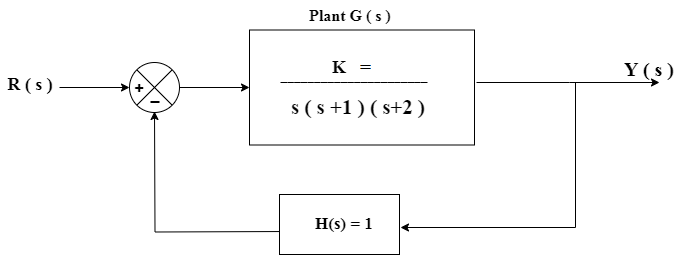 Plant G ( s )
R ( s )
+
−
K =
s ( s +1 ) ( s+2 )
Y ( s )
H(s) = 1